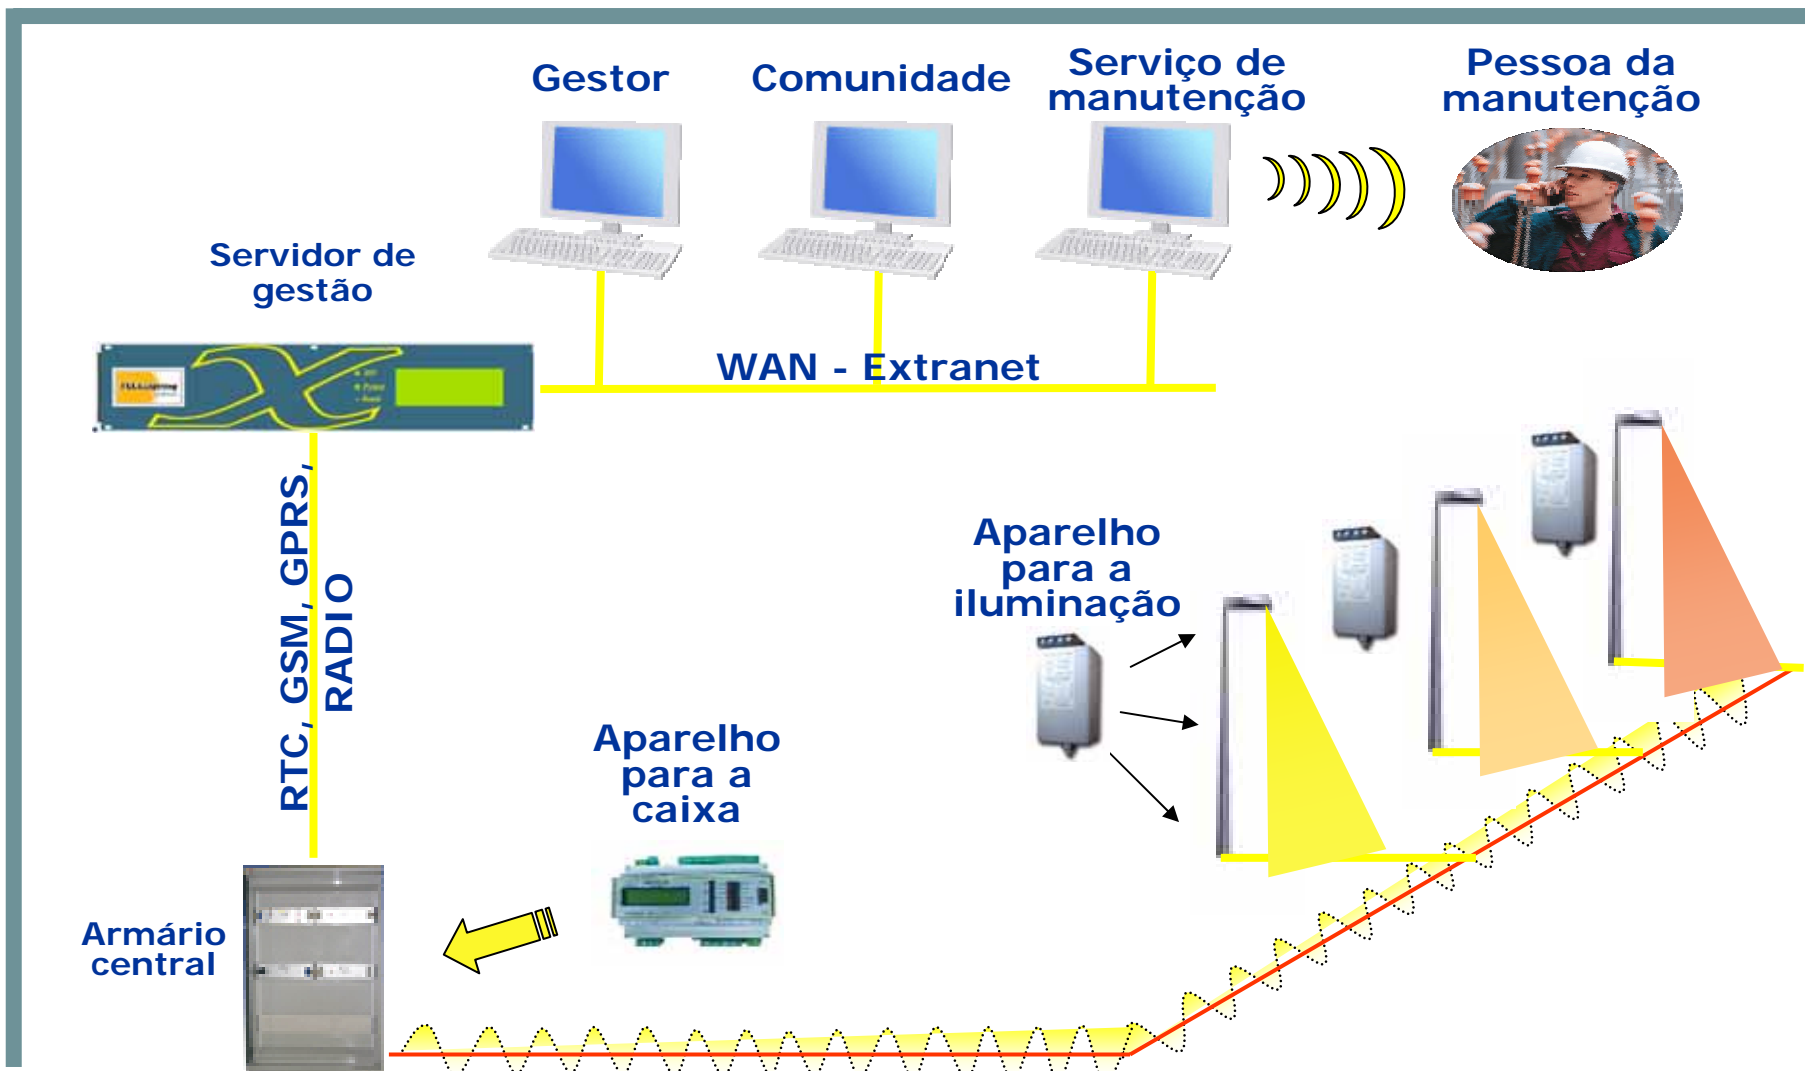 Gestor
Comunidade
Serviço de
manutenção
Pessoa da
manutenção
Servidor de
gestão
WAN - Extranet
RTC, GSM, GPRS,
RADIO
Aparelho
para a
iluminação
Aparelho
para a
caixa
Armário
central